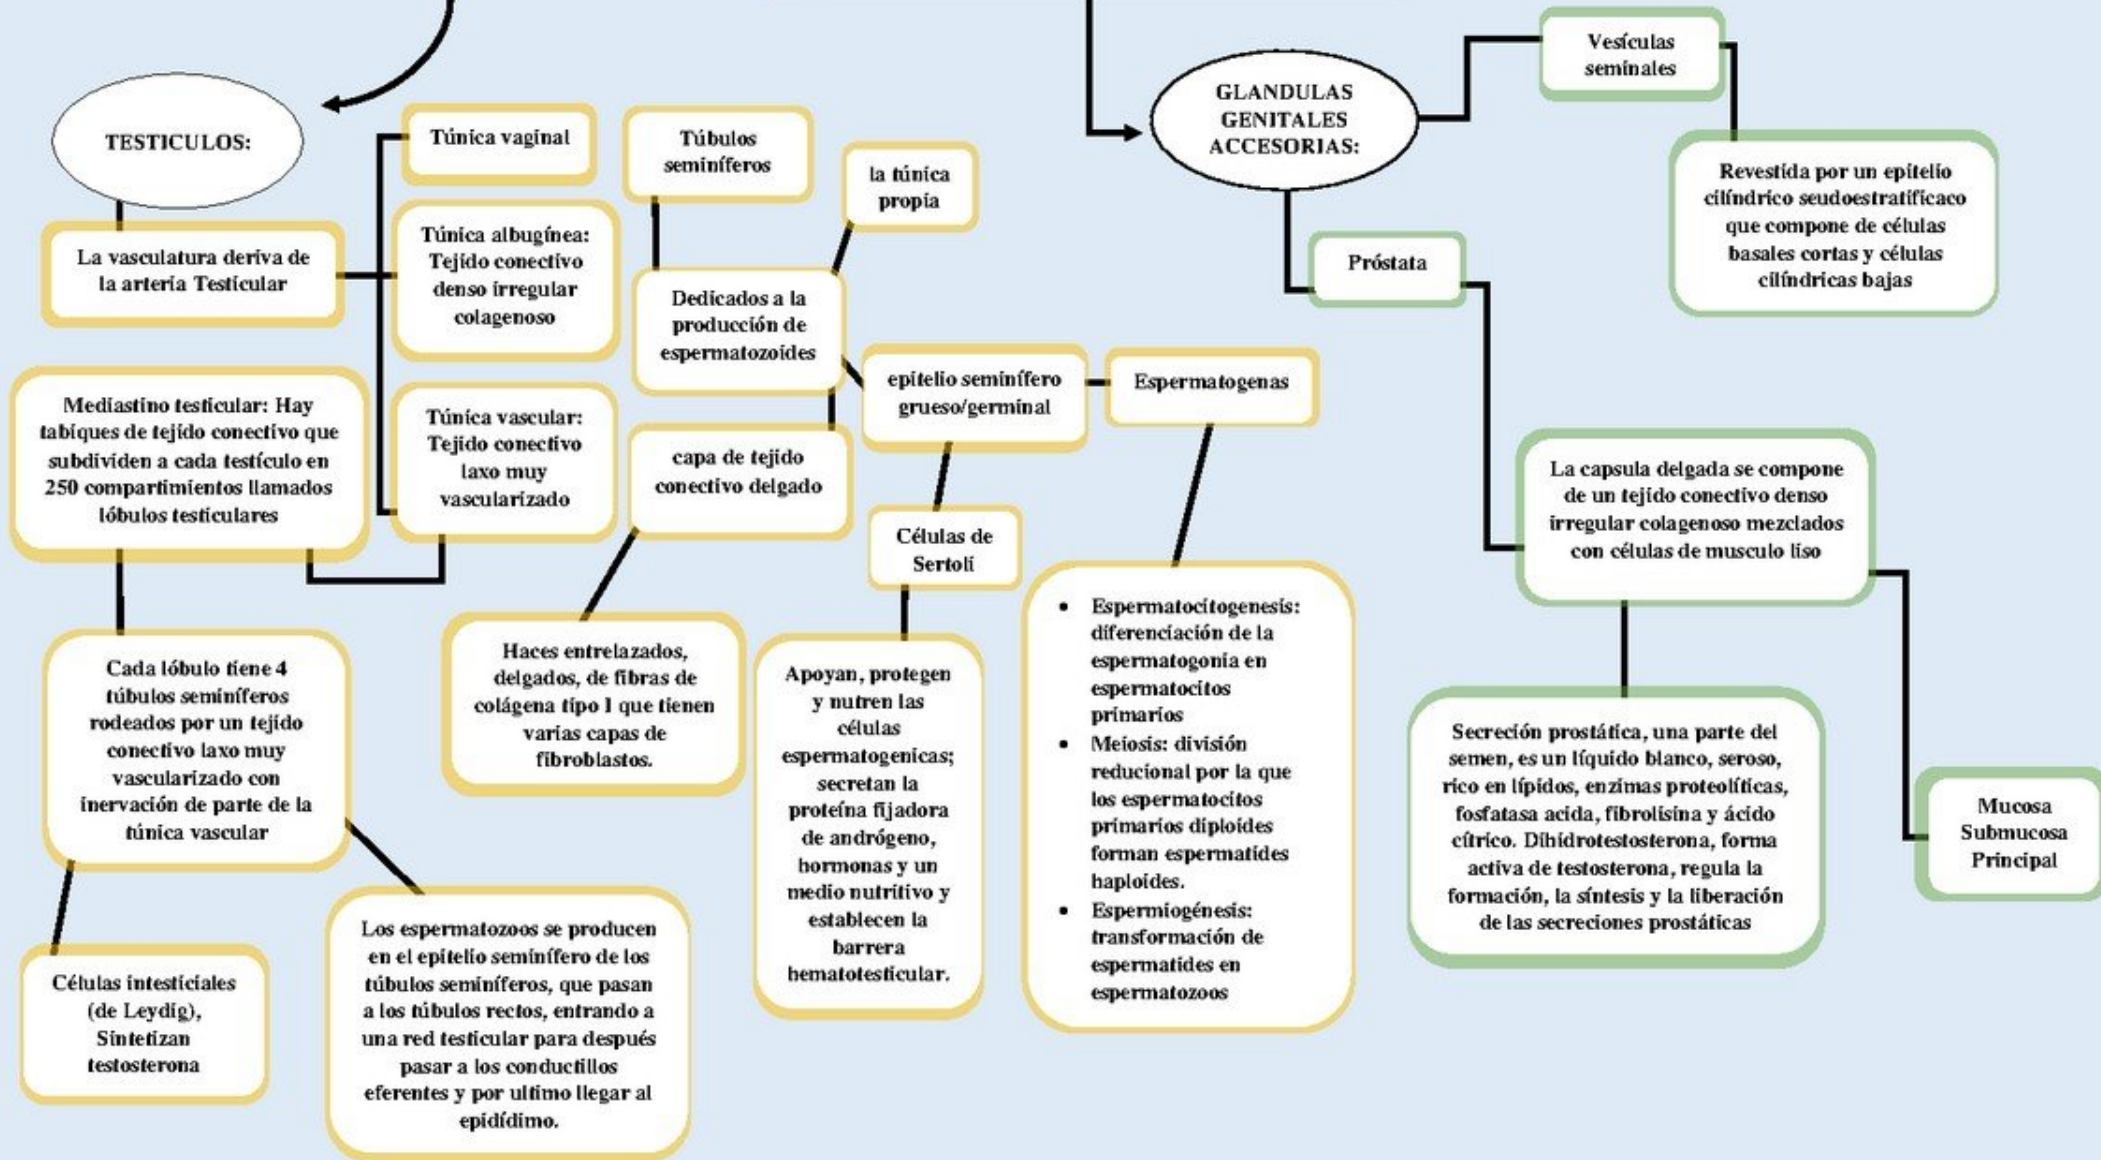 TESTICULOS:
La vasculatura deriva de
la arteria Testicular
Túnica vaginal
Túnica albugínea:
Tejido conectivo
denso irregular
colagenoso
Túnica vascular:
Tejido conectivo
laxo muy
vascularizado
Mediastino testicular: Hay
tabiques de tejido conectivo que
subdividen a cada testículo en
250 compartimientos llamados
lóbulos testiculares
Cada lóbulo tiene 4
túbulos seminíferos
rodeados por un tejido
conectivo laxo muy
vascularizado con
inervación de parte de la
túnica vascular
Células intesticiales
(de Leydig),
Sintetizan
testosterona
Los espermatozoos se producen
en el epitelio seminífero de los
túbulos seminíferos, que pasan
a los túbulos rectos, entrando a
una red testicular para después
pasar a los conductillos
eferentes y por ultimo llegar al
epidídimo.
Túbulos
seminíferos
Dedicados a la
producción de
espermatozoides
la túnica
propia
capa de tejido
conectivo delgado
Haces entrelazados,
delgados, de fibras de
colágena tipo I que tienen
varias capas de
fibroblastos.
epitelio seminífero
grueso/germinal
Células de
Sertoli
Apoyan, protegen
y nutren las
células
espermatogenicas;
secretan la
proteína fijadora
de andrógeno,
hormonas y un
medio nutritivo y
establecen la
barrera
hematotesticular.
Espermatogenas
• Espermatocitogenesis:
diferenciación de la
espermatogonia en
espermatocitos
primarios
• Meiosis: división
reducional por la que
los espermatocitos
primarios diploides
forman espermatides
haploides.
• Espermiogénesis:
transformación de
espermatides en
espermatozoos
GLANDULAS
GENITALES
ACCESORIAS:
Vesículas
seminales
Revestida por un epitelio
cilíndrico seudoestratificaco
que compone de células
basales cortas y células
cilíndricas bajas
Próstata
La capsula delgada se compone
de un tejido conectivo denso
irregular colagenoso mezclados
con células de musculo liso
Secreción prostática, una parte del
semen, es un líquido blanco, seroso,
rico en lípidos, enzimas proteolíticas,
fosfatasa acida, fibrolisina y ácido
cítrico. Dihidrotestosterona, forma
activa de testosterona, regula la
formación, la síntesis y la liberación
de las secreciones prostáticas
Mucosa
Submucosa
Principal